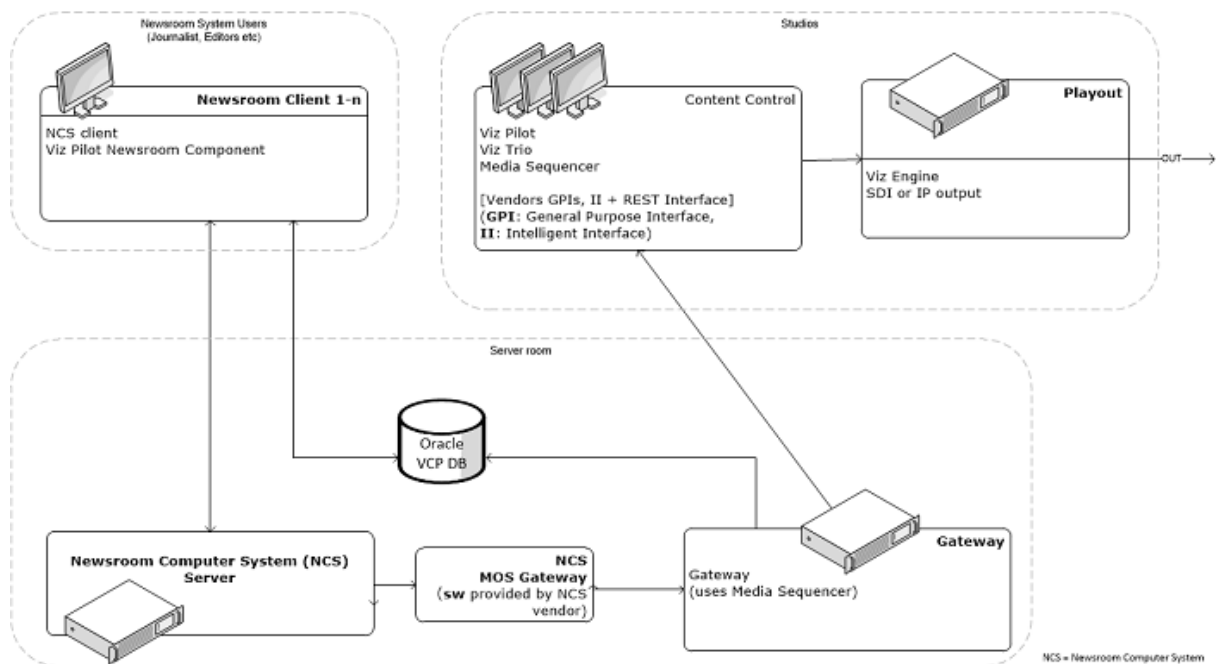 Newsroom System Users
(Journalist, Editors etc)
Newsroom Client 1-n
NCS client
Viz Pilot Newsroom Component
Studios
Content Control
Viz Pilot
Viz Trio
Media Sequencer
[Vendors GPIs, II + REST Interface]
(GPI: General Purpose Interface,
II: Intelligent Interface)
Playout
Viz Engine
SDI or IP output
OUT
Server room
Oracle
VCP DB
Newsroom Computer System (NCS)
Server
NCS
MOS Gateway
(sw provided by NCS
vendor)
Gateway
Gateway
(uses Media Sequencer)
NCS = Newsroom Computer System